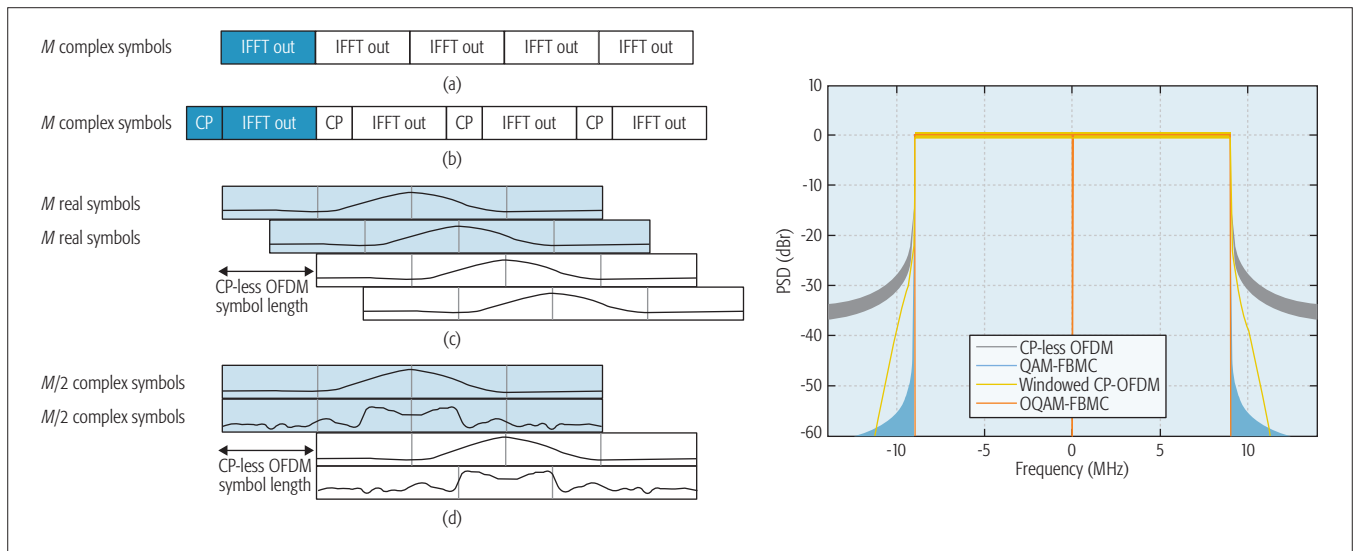 M complex symbols
IFFT out IFFT out IFFT out IFFT out IFFT out
(a)
M complex symbols
CP IFFT out CP IFFT out CP IFFT out CP IFFT out
(b)
M real symbols
M real symbols
CP-less OFDM
symbol length
(c)
M/2 complex symbols
M/2 complex symbols
CP-less OFDM
symbol length
(d)
PSD (dBr)
10
0
-10
-20
-30
-40
-50
-60
CP-less OFDM
QAM-FBMC
Windowed CP-OFDM
OQAM-FBMC
-10 -5 0 5 10
Frequency (MHz)